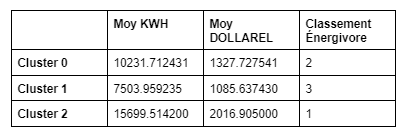 Moy KWH Moy DOLLAREL Classement Énergivore
Cluster 0 10231.712431 1327.727541 2
Cluster 1 7503.959235 1085.637430 3
Cluster 2 15699.514200 2016.905000 1